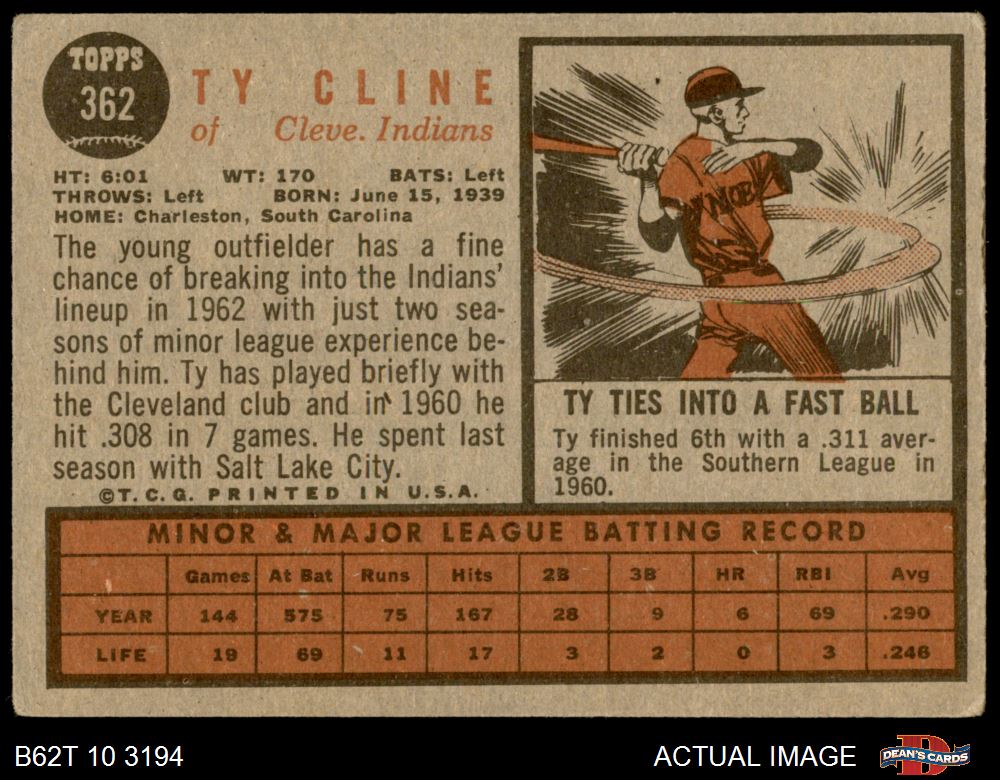 TOPPS
362
TY CLINE
of Cleve. Indians
HT: 6:01 WT: 170 BATS: Left
THROWS: Left BORN: June 15, 1939
HOME: Charleston, South Carolina
The young outfielder has a fine
chance of breaking into the Indians'
lineup in 1962 with just two sea-
sons of minor league experience be-
hind him. Ty has played briefly with
the Cleveland club and in 1960 he
hit .308 in 7 games. He spent last
season with Salt Lake City.
©T.C.G. PRINTED IN U.S.A.
TY TIES INTO A FAST BALL
Ty finished 6th with a .311 aver-
age in the Southern League in
1960.
MINOR & MAJOR LEAGUE BATTING RECORD
Games At Bat Runs Hits 2B 3B HR RBI Avg
YEAR 144 575 75 167 28 9 6 69 .290
LIFE 19 69 11 17 3 2 0 3 .246
B62T 10 3194
ACTUAL IMAGE
D
DEAN'S CARDS